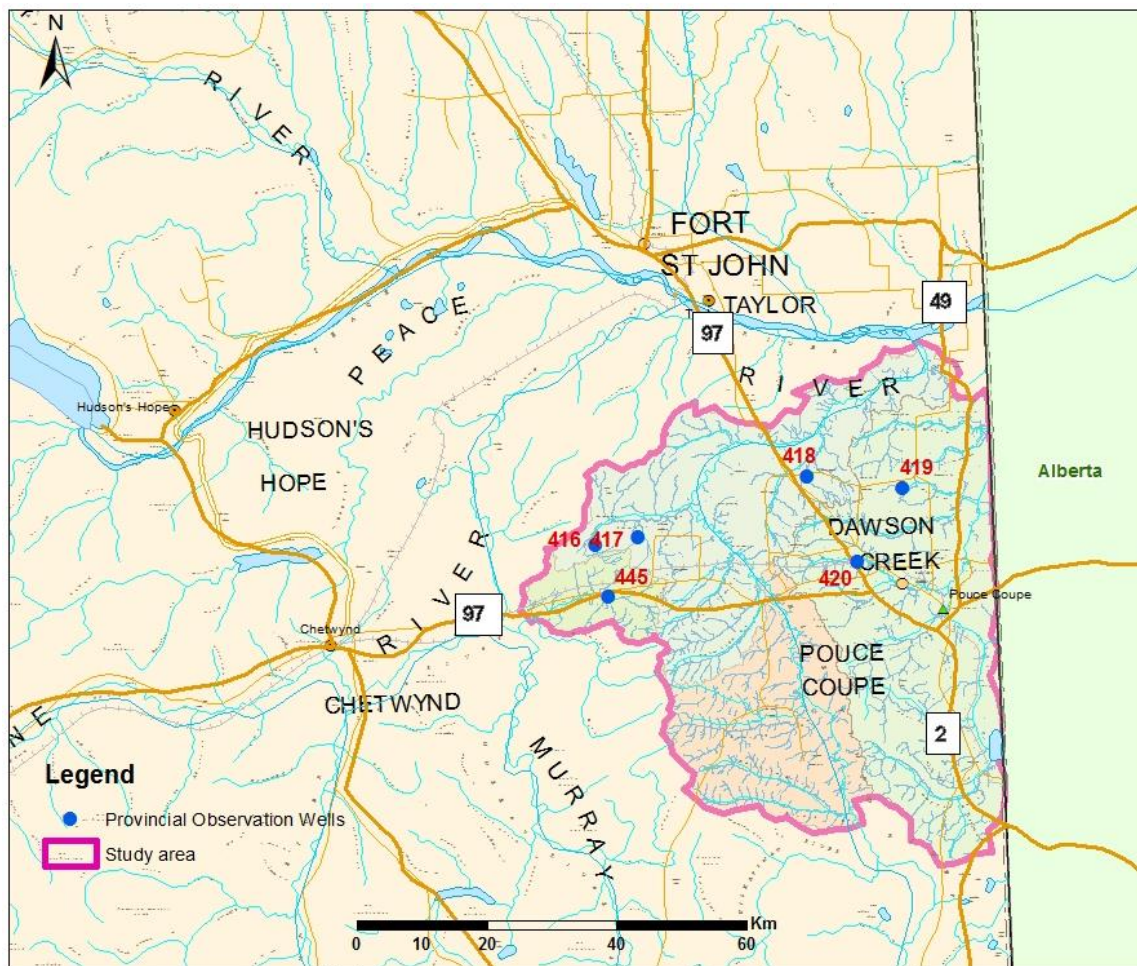 N
RIVER
FORT
ST JOHN
TAYLOR
49
97
PEACE
RIVER
Hudson's Hope
HUDSON'S
HOPE
418
419
Alberta
DAWSON
CREEK
416 417
445
420
Pouce Coupe
RIVER
97
Chetwynd
POUCE
COUPE
CHETWYND
NE
2
MURRAY
Legend
Provincial Observation Wells
Study area
Km
0 10 20 40 60